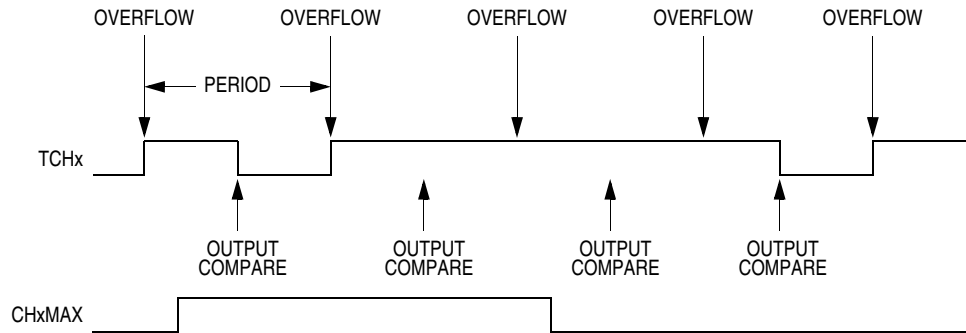 OVERFLOW OVERFLOW OVERFLOW OVERFLOW OVERFLOW
PERIOD
TCHx
OUTPUT COMPARE
OUTPUT COMPARE
OUTPUT COMPARE
OUTPUT COMPARE
CHxMAX